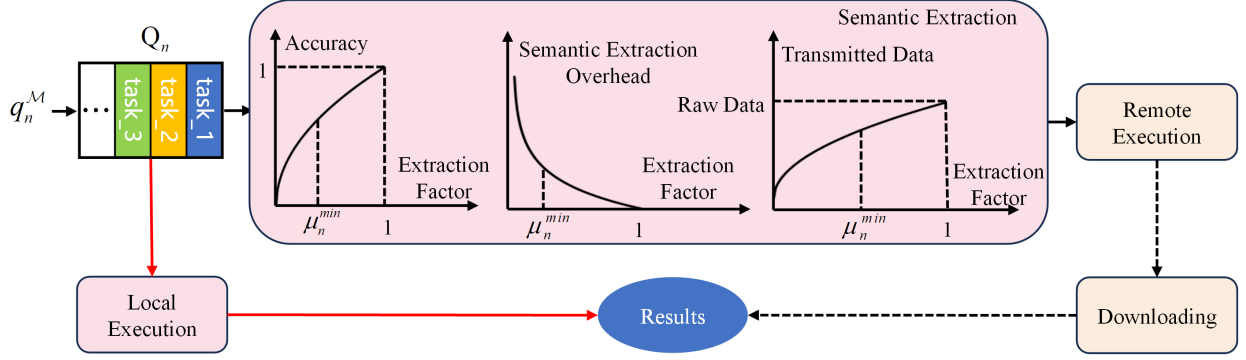 Semantic Extraction
Q_n
q_n^ℳ
...
task_3
task_2
task_1
Accuracy
1
Extraction
Factor
μ_n^min
1
Semantic Extraction
Overhead
Extraction
Factor
μ_n^min
1
Transmitted Data
Raw Data
Extraction
Factor
μ_n^min
1
Remote
Execution
Local
Execution
Results
Downloading